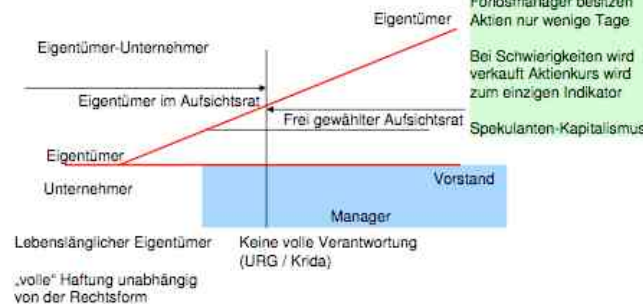 Fondsmanager besitzen
Aktien nur wenige Tage
Eigentümer
Eigentümer-Unternehmer
Bei Schwierigkeiten wird
verkauft Aktienkurs wird
zum einzigen Indikator
Eigentümer im Aufsichtsrat
Frei gewählter Aufsichtsrat
Spekulanten-Kapitalismus
Eigentümer
Unternehmer
Vorstand
Manager
Lebenslänglicher Eigentümer
Keine volle Verantwortung
(URG / Krida)
„volle" Haftung unabhängig
von der Rechtsform